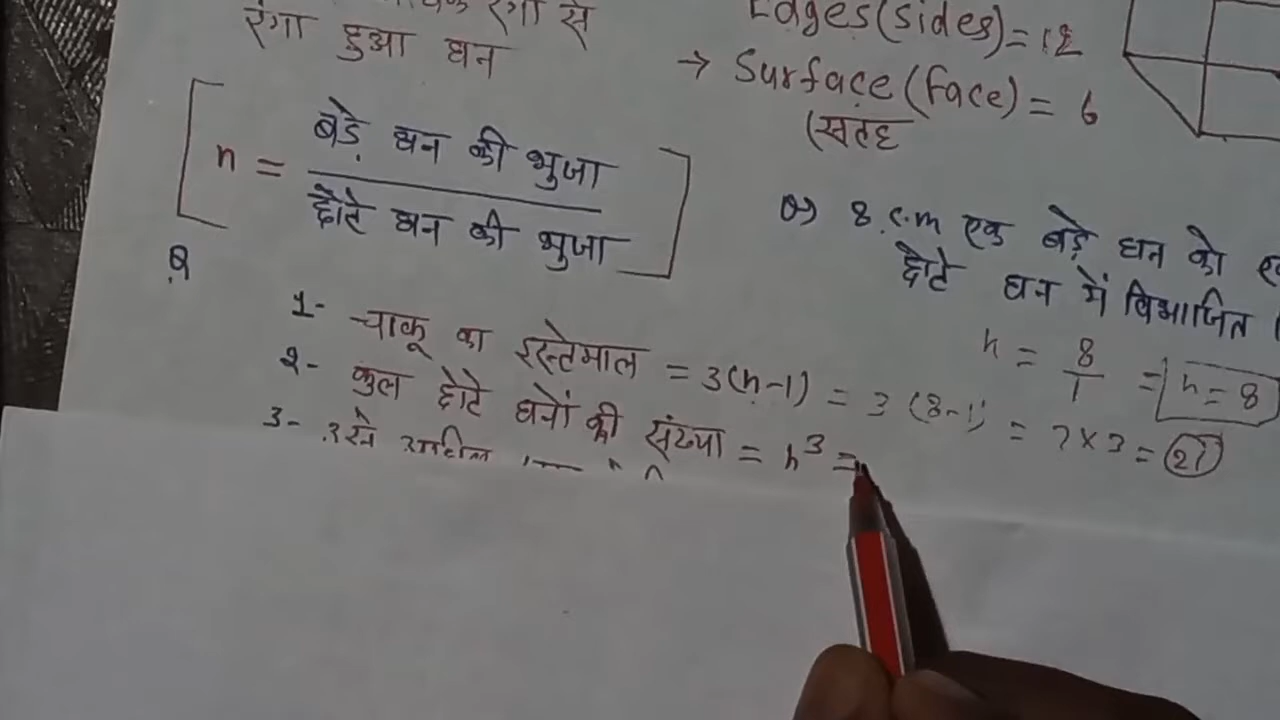 रंगों से
रंगा हुआ घन
Edges(sides)=12
→ Surface(face) = 6
(सतह
n = बड़े घन की भुजा
छोटे घन की भुजा
Q) 8 c.m एक बड़े घन को
छोटे घन में विभाजित
n = 8/1 = n = 8
Q
1- चाकू का इस्तेमाल = 3(n-1) = 3(8-1) = 7×3 = 21
2- कुल छोटे घनों की संख्या = n³ =
3-